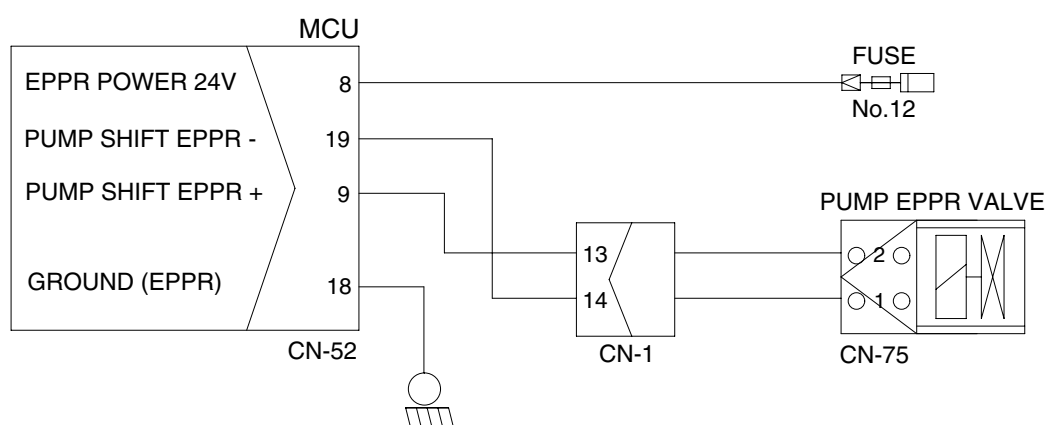 MCU
EPPR POWER 24V 8
FUSE
No.12
PUMP SHIFT EPPR - 19
PUMP SHIFT EPPR + 9
PUMP EPPR VALVE
13
2
GROUND (EPPR) 18
14
1
CN-52
CN-1
CN-75